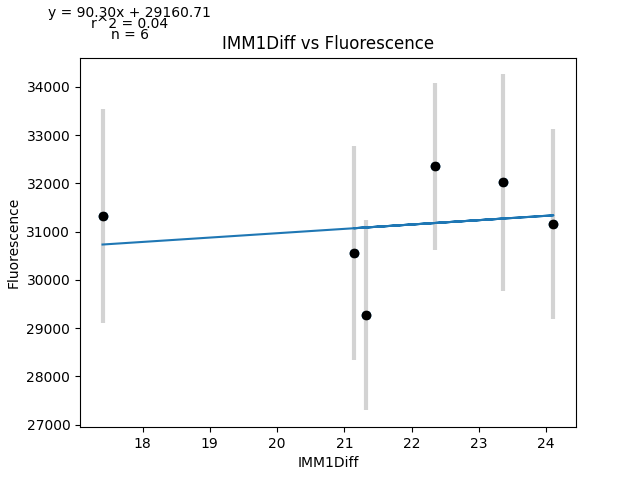 y = 90.30x + 29160.71
r^2 = 0.04
n = 6
IMM1Diff vs Fluorescence
34000
33000
32000
31000
30000
29000
28000
27000
Fluorescence
18
19
20
21
22
23
24
IMM1Diff